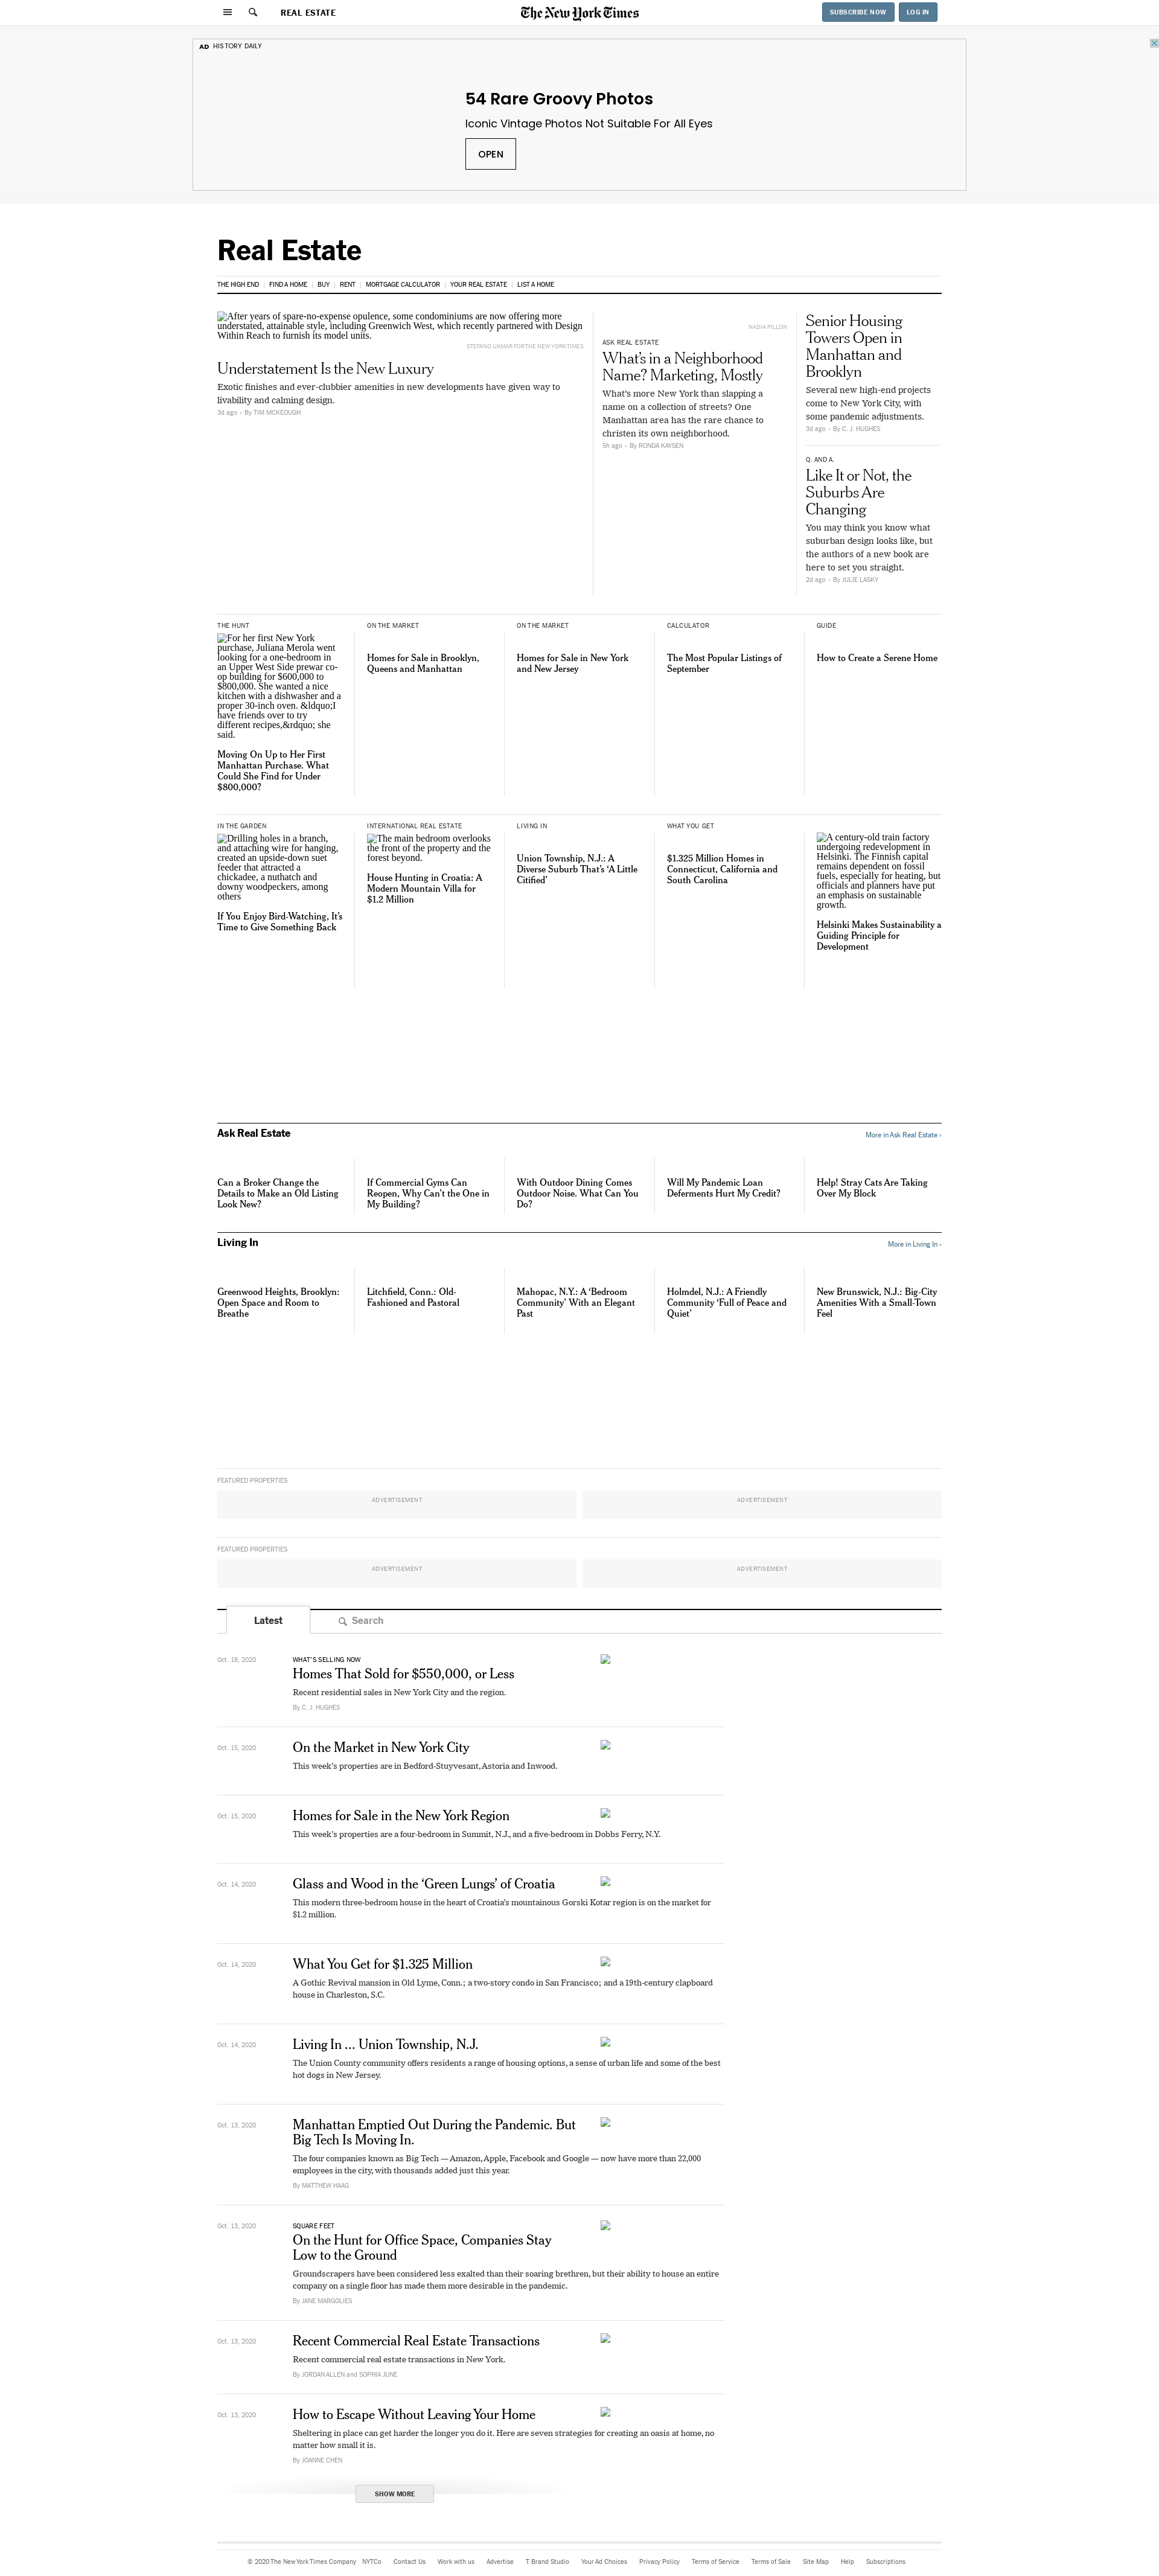 REAL ESTATE
The New York Times
SUBSCRIBE NOW
LOG IN
AD HISTORY DAILY
54 Rare Groovy Photos
Iconic Vintage Photos Not Suitable For All Eyes
OPEN
Real Estate
THE HIGH END
FIND A HOME
BUY
RENT
MORTGAGE CALCULATOR
YOUR REAL ESTATE
LIST A HOME
After years of spare-no-expense opulence, some condominiums are now offering more
understated, attainable style, including Greenwich West, which recently partnered with Design
Within Reach to furnish its model units.
STEFANO UKMAR FOR THE NEW YORK TIMES
Understatement Is the New Luxury
Exotic finishes and ever-clubbier amenities in new developments have given way to
livability and calming design.
3d ago - By TIM MCKEOUGH
NADIA PILLON
ASK REAL ESTATE
What's in a Neighborhood
Name? Marketing, Mostly
What's more New York than slapping a
name on a collection of streets? One
Manhattan area has the rare chance to
christen its own neighborhood.
5h ago - By RONDA KAYSEN
Senior Housing
Towers Open in
Manhattan and
Brooklyn
Several new high-end projects
come to New York City, with
some pandemic adjustments.
3d ago - By C. J. HUGHES
Q. AND A.
Like It or Not, the
Suburbs Are
Changing
You may think you know what
suburban design looks like, but
the authors of a new book are
here to set you straight.
2d ago - By JULIE LASKY
THE HUNT
For her first New York
purchase, Juliana Merola went
looking for a one-bedroom in
an Upper West Side prewar co-
op building for $600,000 to
$800,000. She wanted a nice
kitchen with a dishwasher and a
proper 30-inch oven. &ldquo;I
have friends over to try
different recipes,&rdquo; she
said.
Moving On Up to Her First
Manhattan Purchase. What
Could She Find for Under
$800,000?
ON THE MARKET
Homes for Sale in Brooklyn,
Queens and Manhattan
ON THE MARKET
Homes for Sale in New York
and New Jersey
CALCULATOR
The Most Popular Listings of
September
GUIDE
How to Create a Serene Home
IN THE GARDEN
Drilling holes in a branch,
and attaching wire for hanging,
created an upside-down suet
feeder that attracted a
chickadee, a nuthatch and
downy woodpeckers, among
others
If You Enjoy Bird-Watching, It's
Time to Give Something Back
INTERNATIONAL REAL ESTATE
The main bedroom overlooks
the front of the property and the
forest beyond.
House Hunting in Croatia: A
Modern Mountain Villa for
$1.2 Million
LIVING IN
Union Township, N.J.: A
Diverse Suburb That's 'A Little
Citified'
WHAT YOU GET
$1.325 Million Homes in
Connecticut, California and
South Carolina
A century-old train factory
undergoing redevelopment in
Helsinki. The Finnish capital
remains dependent on fossil
fuels, especially for heating, but
officials and planners have put
an emphasis on sustainable
growth.
Helsinki Makes Sustainability a
Guiding Principle for
Development
Ask Real Estate
More in Ask Real Estate ›
Can a Broker Change the
Details to Make an Old Listing
Look New?
If Commercial Gyms Can
Reopen, Why Can't the One in
My Building?
With Outdoor Dining Comes
Outdoor Noise. What Can You
Do?
Will My Pandemic Loan
Deferments Hurt My Credit?
Help! Stray Cats Are Taking
Over My Block
Living In
More in Living In ›
Greenwood Heights, Brooklyn:
Open Space and Room to
Breathe
Litchfield, Conn.: Old-
Fashioned and Pastoral
Mahopac, N.Y.: A 'Bedroom
Community' With an Elegant
Past
Holmdel, N.J.: A Friendly
Community 'Full of Peace and
Quiet'
New Brunswick, N.J.: Big-City
Amenities With a Small-Town
Feel
FEATURED PROPERTIES
ADVERTISEMENT
ADVERTISEMENT
FEATURED PROPERTIES
ADVERTISEMENT
ADVERTISEMENT
Latest
Search
Oct. 18, 2020
WHAT'S SELLING NOW
Homes That Sold for $550,000, or Less
Recent residential sales in New York City and the region.
By C. J. HUGHES
Oct. 15, 2020
On the Market in New York City
This week's properties are in Bedford-Stuyvesant, Astoria and Inwood.
Oct. 15, 2020
Homes for Sale in the New York Region
This week's properties are a four-bedroom in Summit, N.J., and a five-bedroom in Dobbs Ferry, N.Y.
Oct. 14, 2020
Glass and Wood in the 'Green Lungs' of Croatia
This modern three-bedroom house in the heart of Croatia's mountainous Gorski Kotar region is on the market for
$1.2 million.
Oct. 14, 2020
What You Get for $1.325 Million
A Gothic Revival mansion in Old Lyme, Conn.; a two-story condo in San Francisco; and a 19th-century clapboard
house in Charleston, S.C.
Oct. 14, 2020
Living In ... Union Township, N.J.
The Union County community offers residents a range of housing options, a sense of urban life and some of the best
hot dogs in New Jersey.
Oct. 13, 2020
Manhattan Emptied Out During the Pandemic. But
Big Tech Is Moving In.
The four companies known as Big Tech — Amazon, Apple, Facebook and Google — now have more than 22,000
employees in the city, with thousands added just this year.
By MATTHEW HAAG
Oct. 13, 2020
SQUARE FEET
On the Hunt for Office Space, Companies Stay
Low to the Ground
Groundscrapers have been considered less exalted than their soaring brethren, but their ability to house an entire
company on a single floor has made them more desirable in the pandemic.
By JANE MARGOLIES
Oct. 13, 2020
Recent Commercial Real Estate Transactions
Recent commercial real estate transactions in New York.
By JORDAN ALLEN and SOPHIA JUNE
Oct. 13, 2020
How to Escape Without Leaving Your Home
Sheltering in place can get harder the longer you do it. Here are seven strategies for creating an oasis at home, no
matter how small it is.
By JOANNE CHEN
SHOW MORE
© 2020 The New York Times Company
NYTCo
Contact Us
Work with us
Advertise
T Brand Studio
Your Ad Choices
Privacy Policy
Terms of Service
Terms of Sale
Site Map
Help
Subscriptions